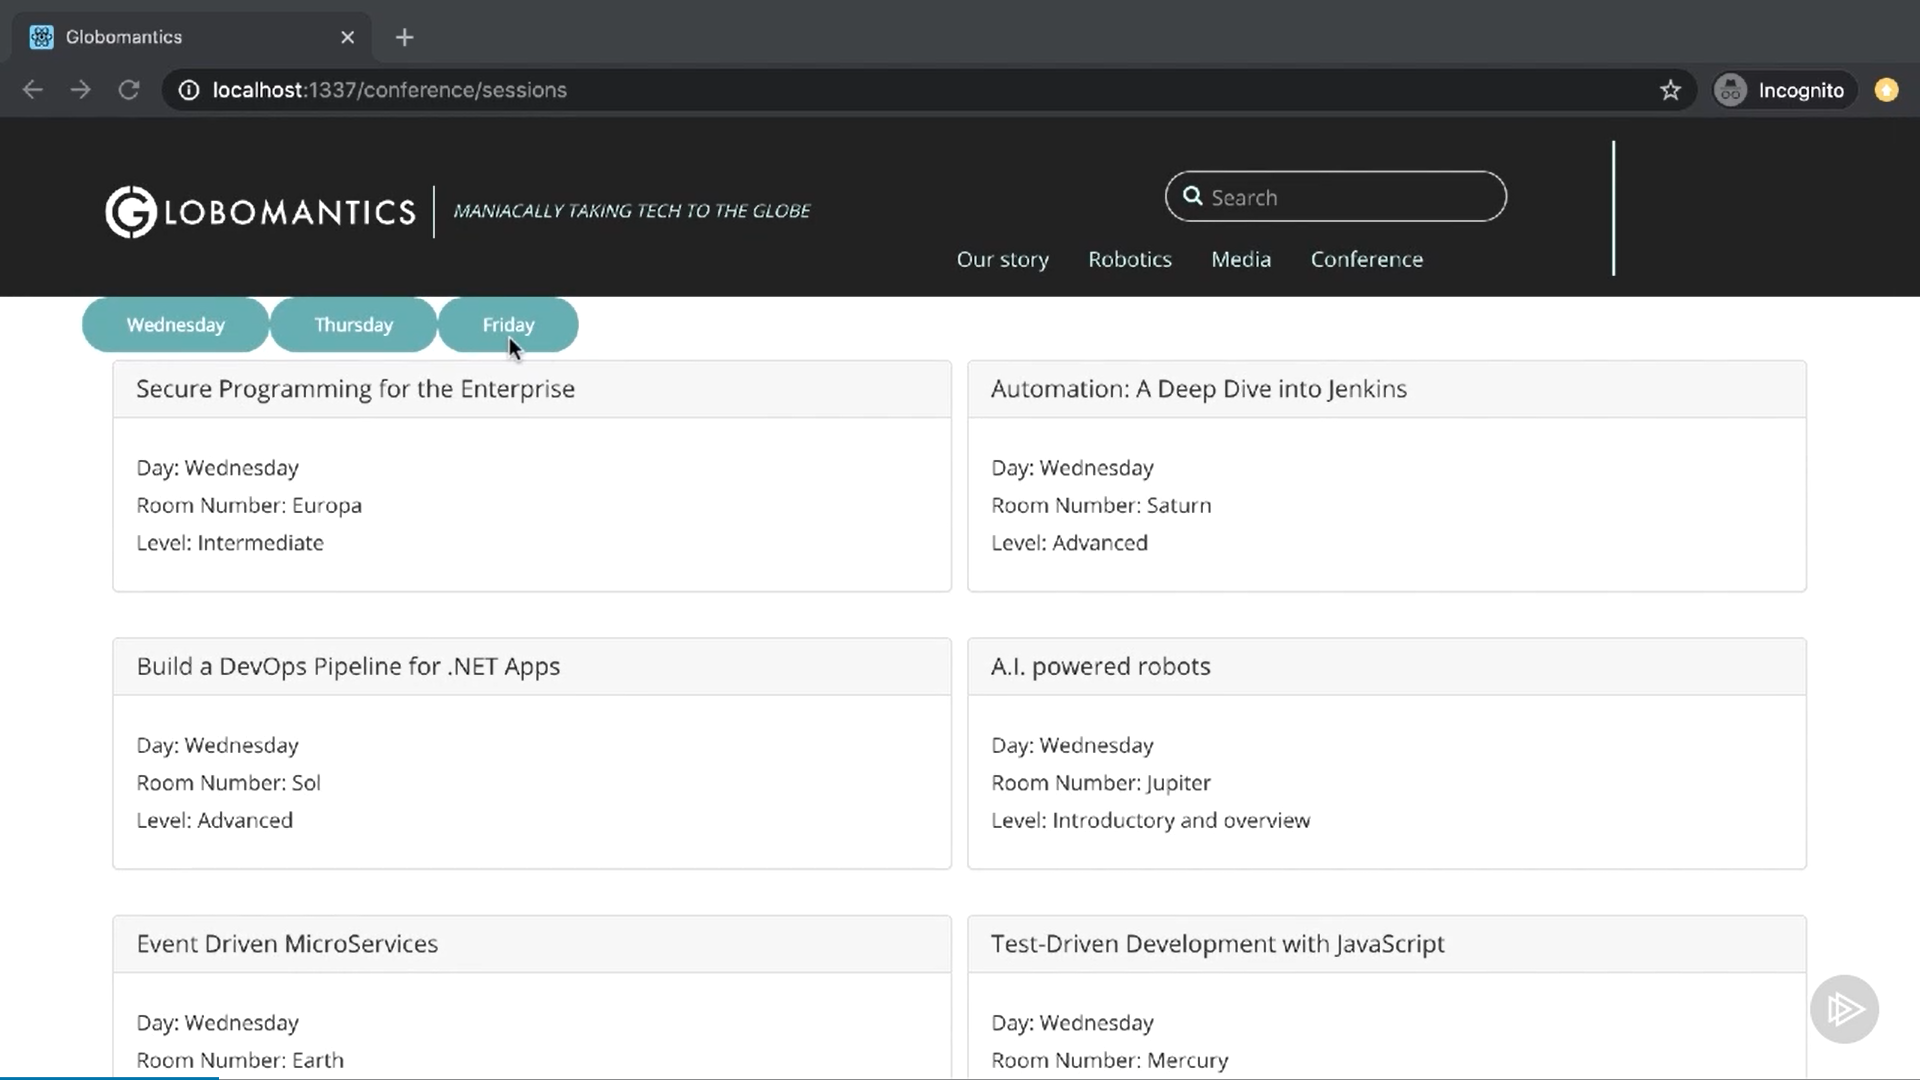 Globomantics
localhost:1337/conference/sessions
Incognito
GLOBOMANTICS
MANIACALLY TAKING TECH TO THE GLOBE
Search
Our story Robotics Media Conference
Wednesday Thursday Friday
Secure Programming for the Enterprise
Day: Wednesday
Room Number: Europa
Level: Intermediate
Automation: A Deep Dive into Jenkins
Day: Wednesday
Room Number: Saturn
Level: Advanced
Build a DevOps Pipeline for .NET Apps
Day: Wednesday
Room Number: Sol
Level: Advanced
A.I. powered robots
Day: Wednesday
Room Number: Jupiter
Level: Introductory and overview
Event Driven MicroServices
Day: Wednesday
Room Number: Earth
Test-Driven Development with JavaScript
Day: Wednesday
Room Number: Mercury